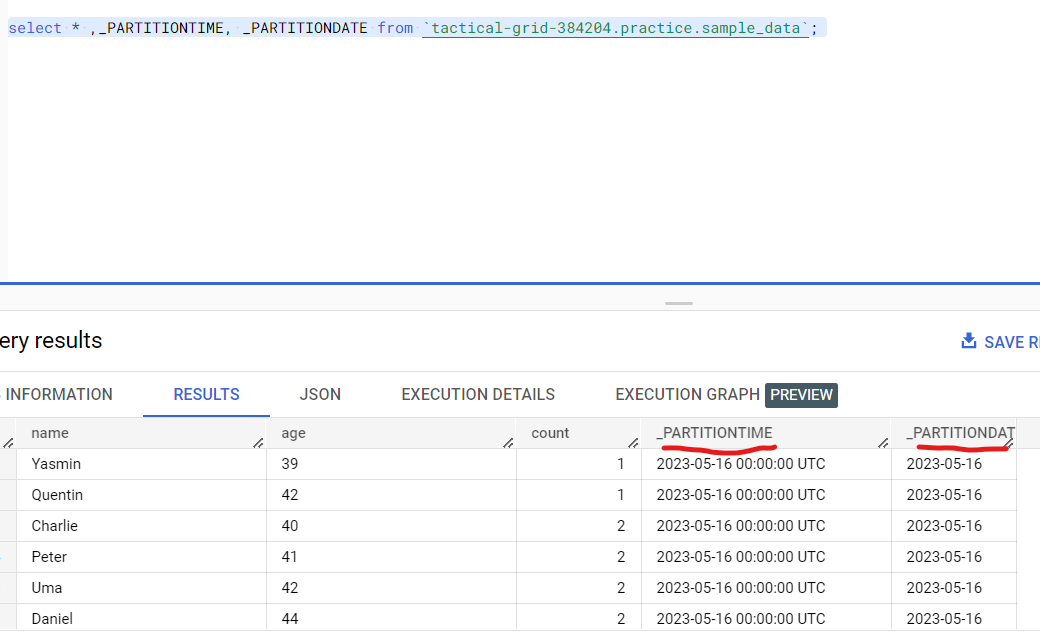 select * ,_PARTITIONTIME, _PARTITIONDATE from `tactical-grid-384204.practice.sample_data`;
ery results
SAVE R
INFORMATION RESULTS JSON EXECUTION DETAILS EXECUTION GRAPH PREVIEW
name age count _PARTITIONTIME _PARTITIONDAT
Yasmin 39 1 2023-05-16 00:00:00 UTC 2023-05-16
Quentin 42 1 2023-05-16 00:00:00 UTC 2023-05-16
Charlie 40 2 2023-05-16 00:00:00 UTC 2023-05-16
Peter 41 2 2023-05-16 00:00:00 UTC 2023-05-16
Uma 42 2 2023-05-16 00:00:00 UTC 2023-05-16
Daniel 44 2 2023-05-16 00:00:00 UTC 2023-05-16